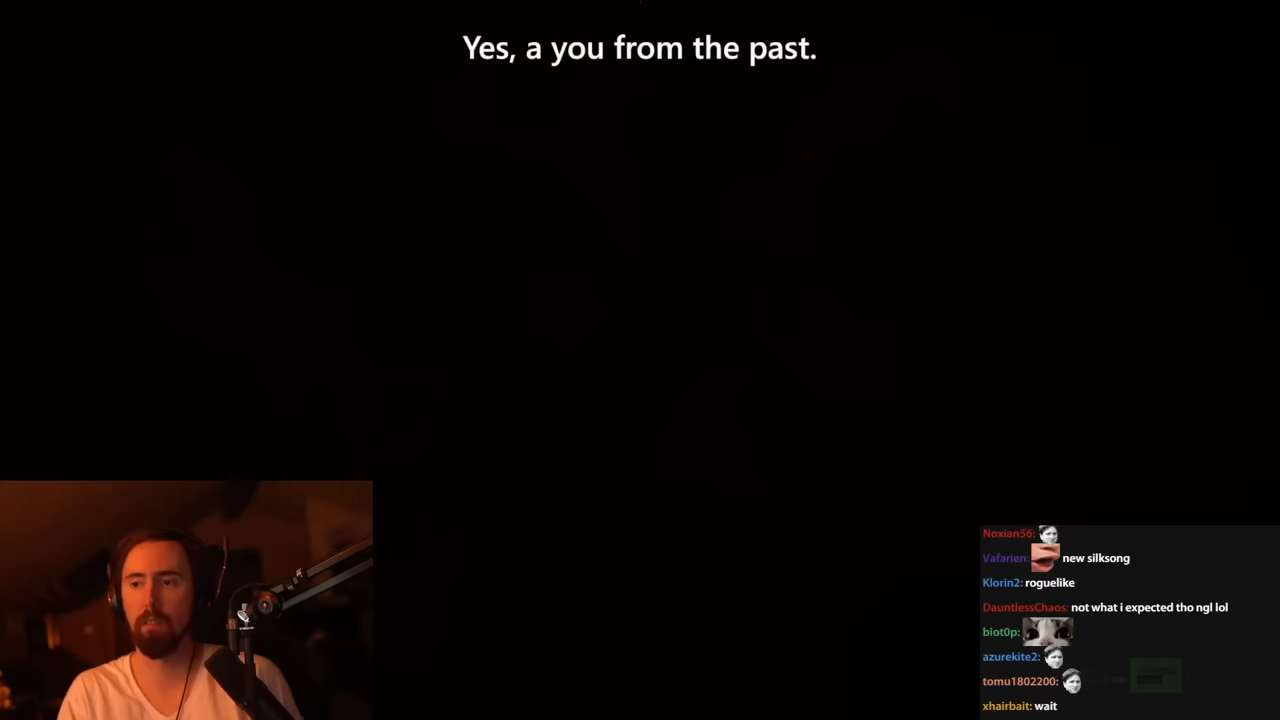 Yes, a you from the past.
Noxian56:
Vafarien: new silksong
Klorin2: roguelike
DauntlessChaos: not what i expected tho ngl lol
biot0p:
azurekite2:
tomu1802200:
xhairbait: wait